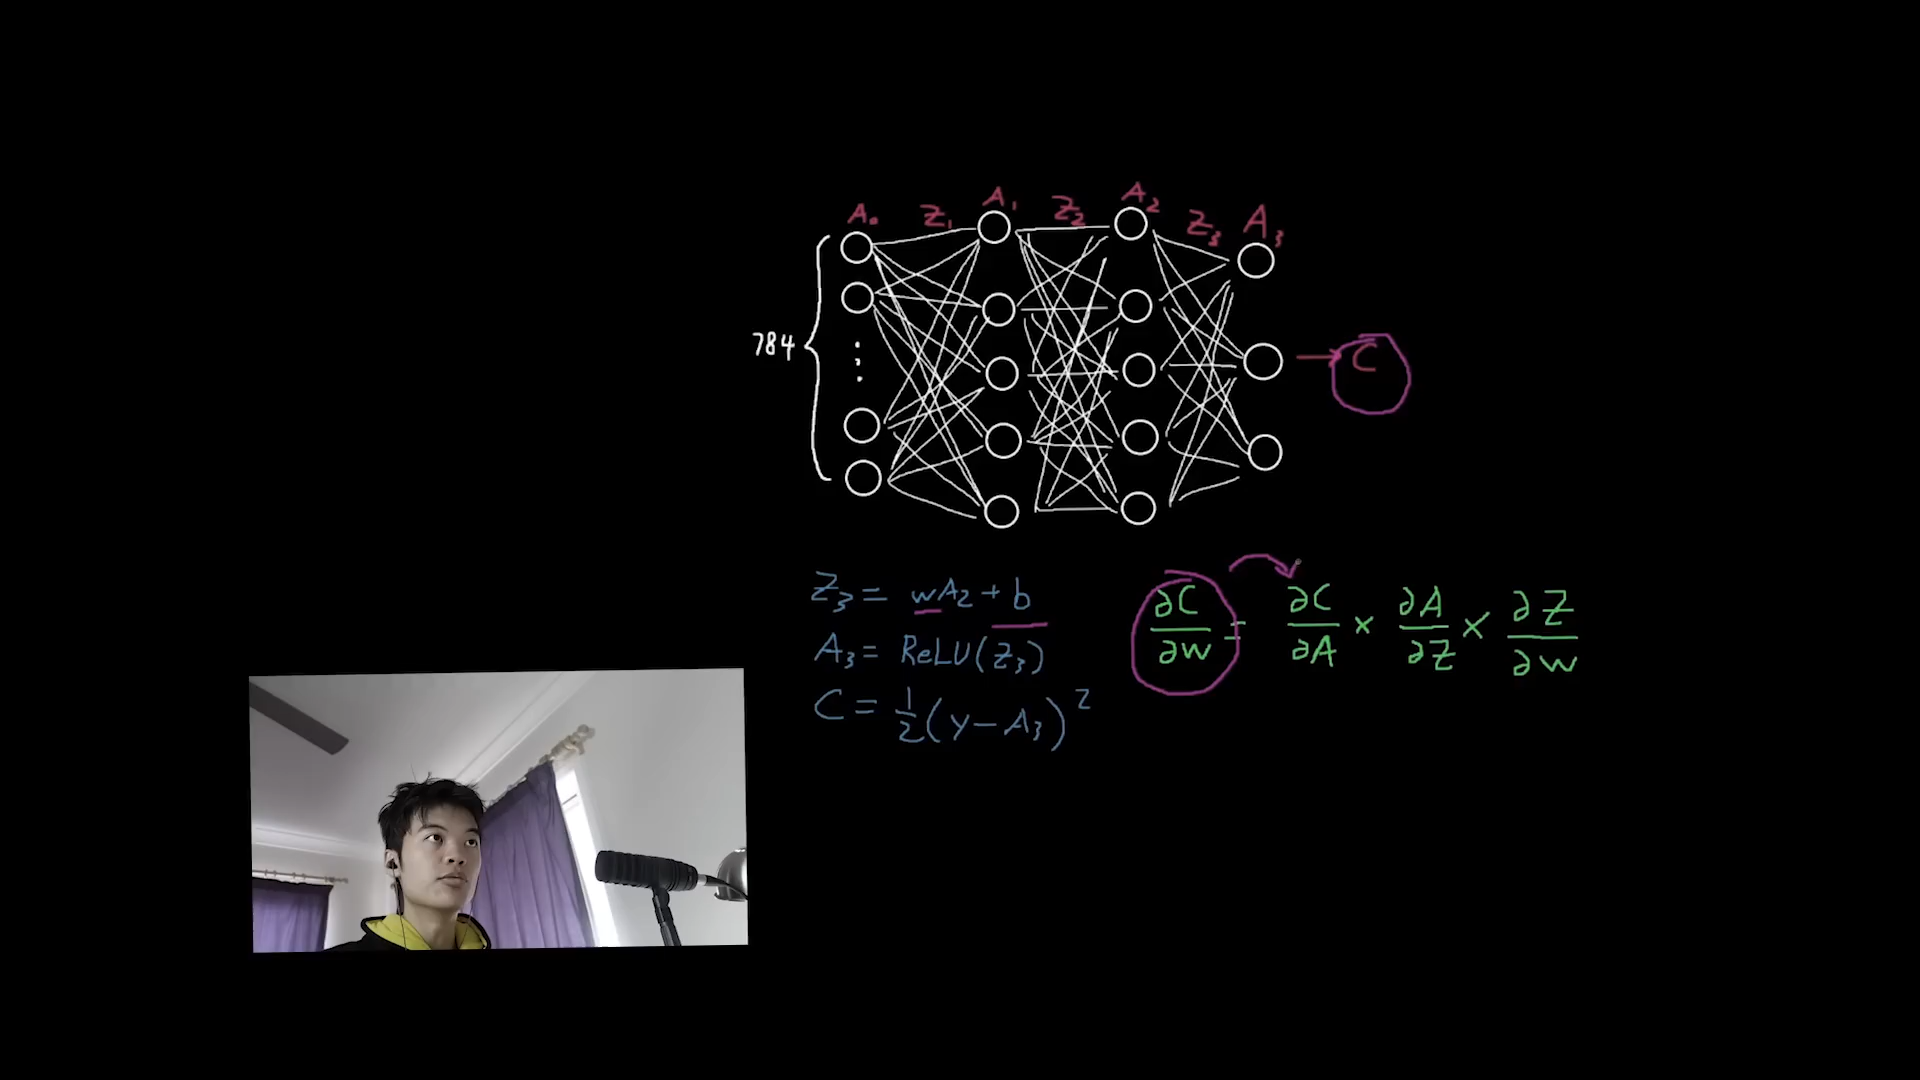 A₀ Z₁ A₁ Z₂ A₂ Z₃ A₃
784
C
Z₃ = wA₂ + b
A₃ = ReLU(Z₃)
C = 1/2(y - A₃)²
∂C/∂w = ∂C/∂A × ∂A/∂Z × ∂Z/∂w